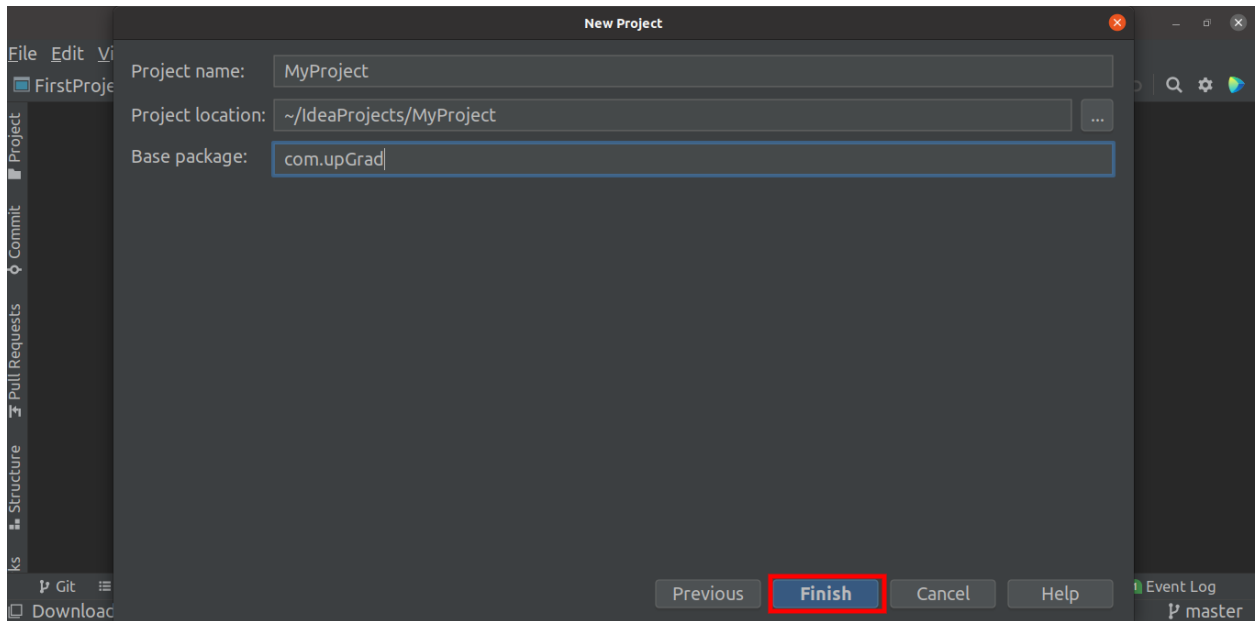 New Project
File Edit Vi
FirstProje
Project name: MyProject
Project location: ~/IdeaProjects/MyProject
...
Base package: com.upGrad
Project
Commit
Pull Requests
Structure
ks
Previous Finish Cancel Help
Git
Event Log
Downloac
master